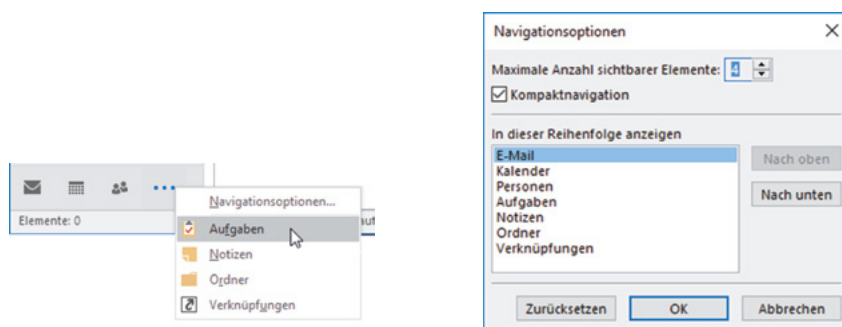 Elemente: 0
Navigationsoptionen...
Aufgaben
Notizen
Ordner
Verknüpfungen
Navigationsoptionen
Maximale Anzahl sichtbarer Elemente: 4
Kompaktnavigation
In dieser Reihenfolge anzeigen
E-Mail
Kalender
Personen
Aufgaben
Notizen
Ordner
Verknüpfungen
Nach oben
Nach unten
Zurücksetzen OK Abbrechen